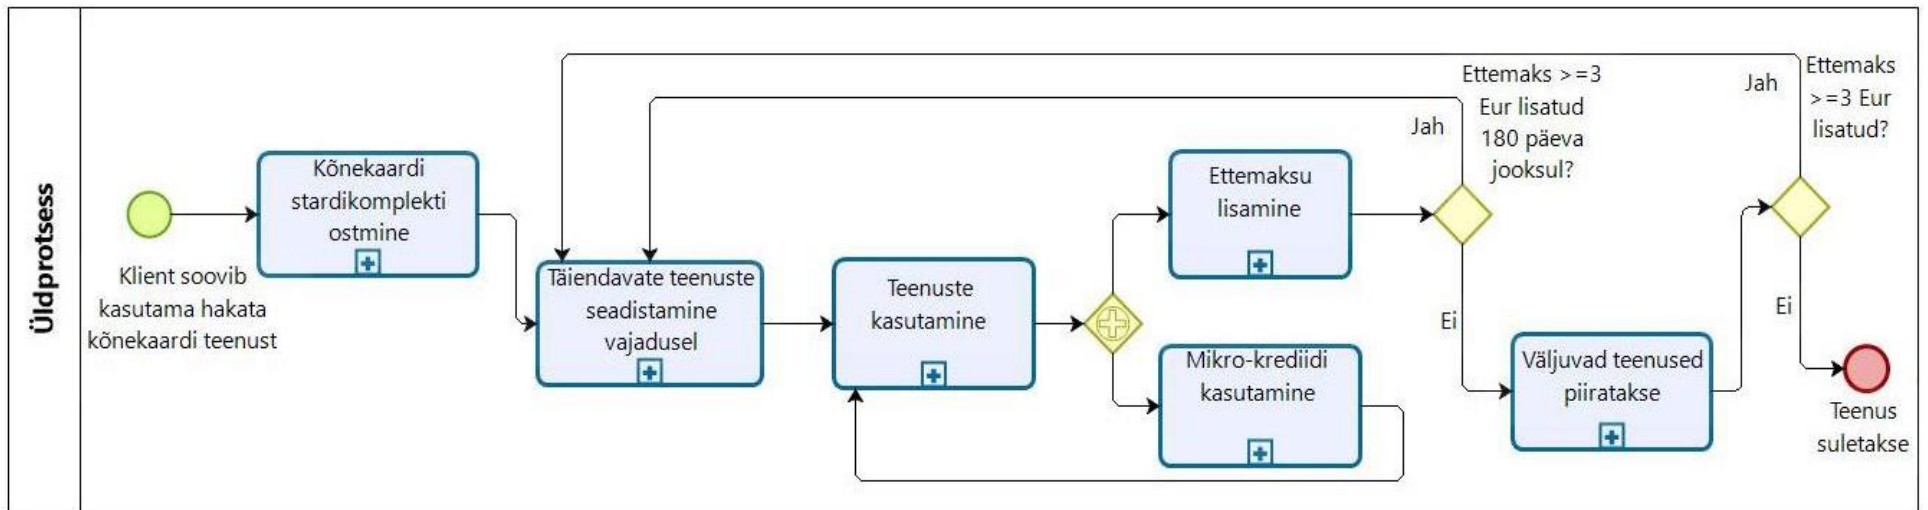 Üldprotsess
Klient soovib
kasutama hakata
kõnekaardi teenust
Kõnekaardi
stardikomplekti
ostmine
Täiendavate teenuste
seadistamine
vajadusel
Teenuste
kasutamine
Ettemaksu
lisamine
Mikro-krediidi
kasutamine
Ettemaks >=3
Eur lisatud
180 päeva
jooksul?
Jah
Ei
Väljuvad teenused
piiratakse
Ettemaks
>=3 Eur
lisatud?
Jah
Ei
Teenus
suletakse